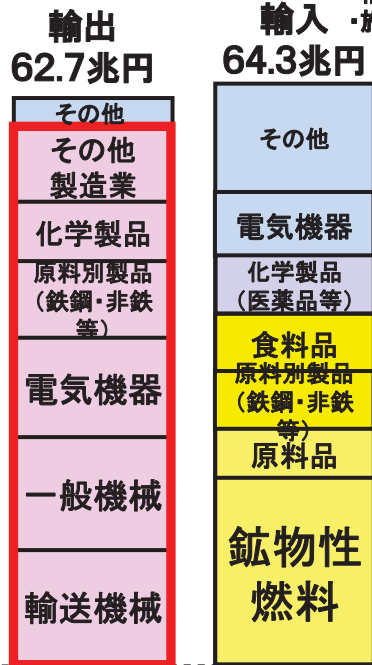 輸出
62.7兆円
その他
その他
製造業
化学製品
原料別製品
（鉄鋼・非鉄
等）
電気機器
一般機械
輸送機械
輸入
64.3兆円
その他
電気機器
化学製品
（医薬品等）
食料品
原料別製品
（鉄鋼・非鉄
等）
原料品
鉱物性
燃料